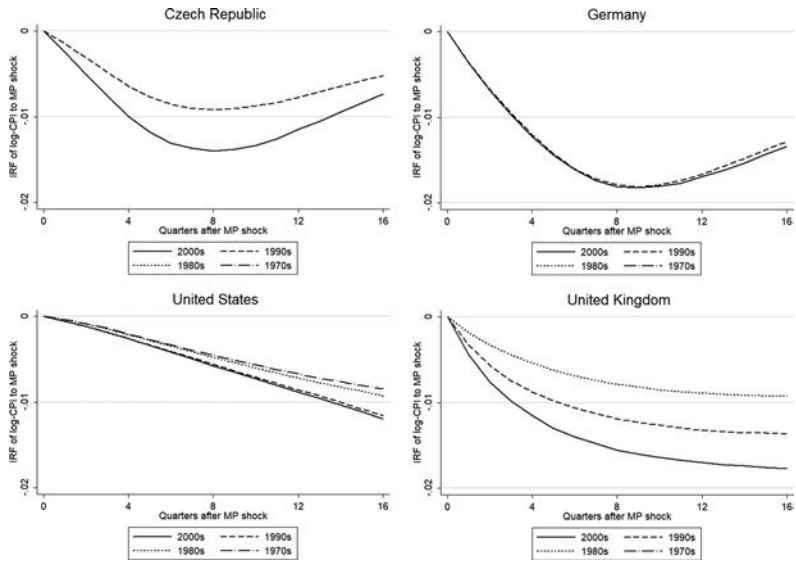 Czech Republic
IRF of log-CPI to MP shock
0
-.01
-.02
0 4 8 12 16
Quarters after MP shock
2000s 1990s
1980s 1970s
Germany
IRF of log-CPI to MP shock
0
-.01
-.02
0 4 8 12 16
Quarters after MP shock
2000s 1990s
1980s 1970s
United States
IRF of log-CPI to MP shock
0
-.01
-.02
0 4 8 12 16
Quarters after MP shock
2000s 1990s
1980s 1970s
United Kingdom
IRF of log-CPI to MP shock
0
-.01
-.02
0 4 8 12 16
Quarters after MP shock
2000s 1990s
1980s 1970s